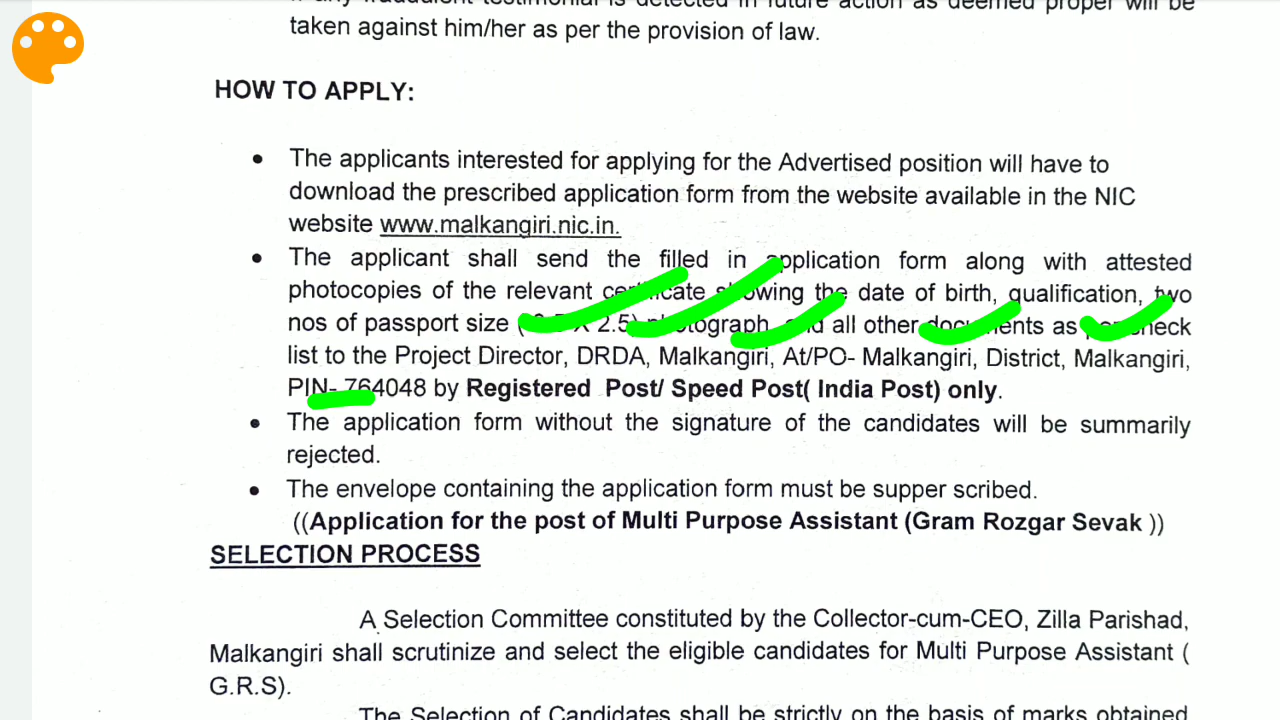 taken against him/her as per the provision of law.
HOW TO APPLY:
• The applicants interested for applying for the Advertised position will have to
download the prescribed application form from the website available in the NIC
website www.malkangiri.nic.in.
• The applicant shall send the filled in application form along with attested
photocopies of the relevant certificate showing the date of birth, qualification, two
nos of passport size ( X 2.5) photograph and all other documents as check
list to the Project Director, DRDA, Malkangiri, At/PO- Malkangiri, District, Malkangiri,
PIN- 764048 by Registered Post/ Speed Post( India Post) only.
• The application form without the signature of the candidates will be summarily
rejected.
• The envelope containing the application form must be supper scribed.
((Application for the post of Multi Purpose Assistant (Gram Rozgar Sevak ))
SELECTION PROCESS
A Selection Committee constituted by the Collector-cum-CEO, Zilla Parishad,
Malkangiri shall scrutinize and select the eligible candidates for Multi Purpose Assistant (
G.R.S).
The Selection of Candidates shall be strictly on the basis of marks obtained